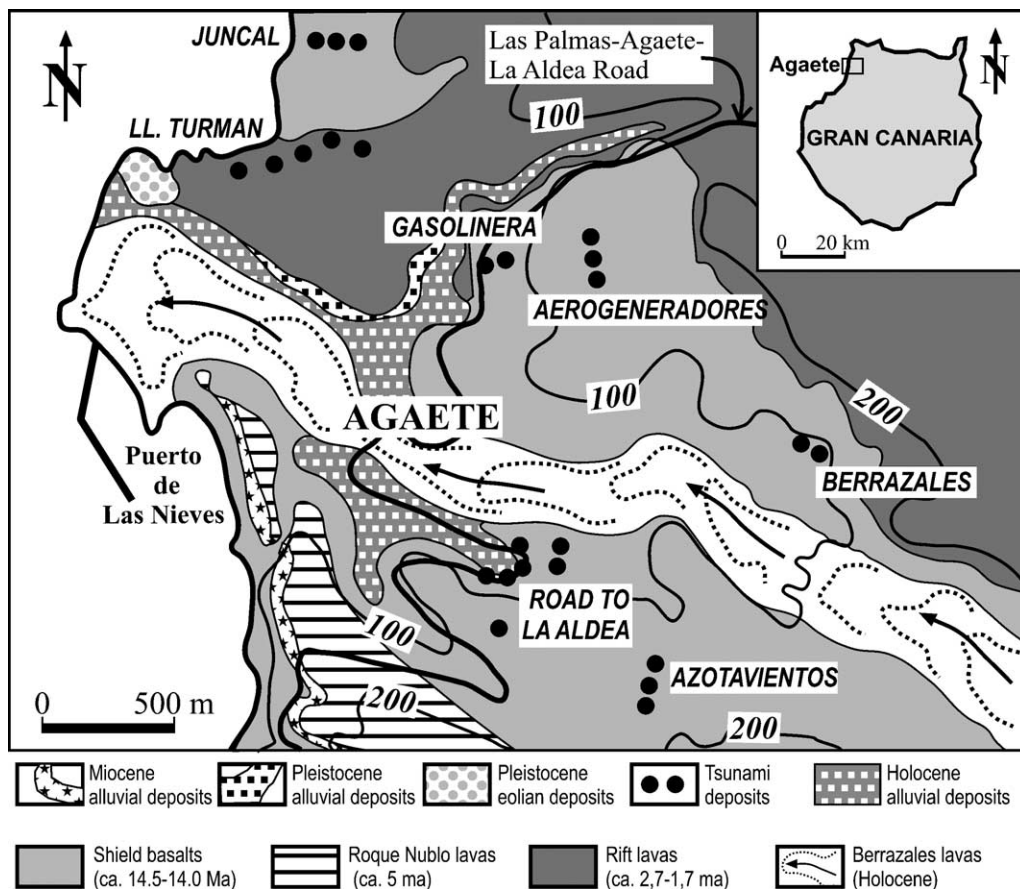 JUNCAL
N
Las Palmas-Agaete-
La Aldea Road
Agaete
N
GRAN CANARIA
0 20 km
LL. TURMAN
100
GASOLINERA
AEROGENERADORES
100
200
AGAETE
BERRAZALES
Puerto
de
Las Nieves
ROAD TO
LA ALDEA
100
AZOTAVIENTOS
200
200
0 500 m
Miocene
alluvial deposits
Pleistocene
alluvial deposits
Pleistocene
eolian deposits
Tsunami
deposits
Holocene
alluvial deposits
Shield basalts
(ca. 14.5-14.0 Ma)
Roque Nublo lavas
(ca. 5 ma)
Rift lavas
(ca. 2,7-1,7 ma)
Berrazales lavas
(Holocene)